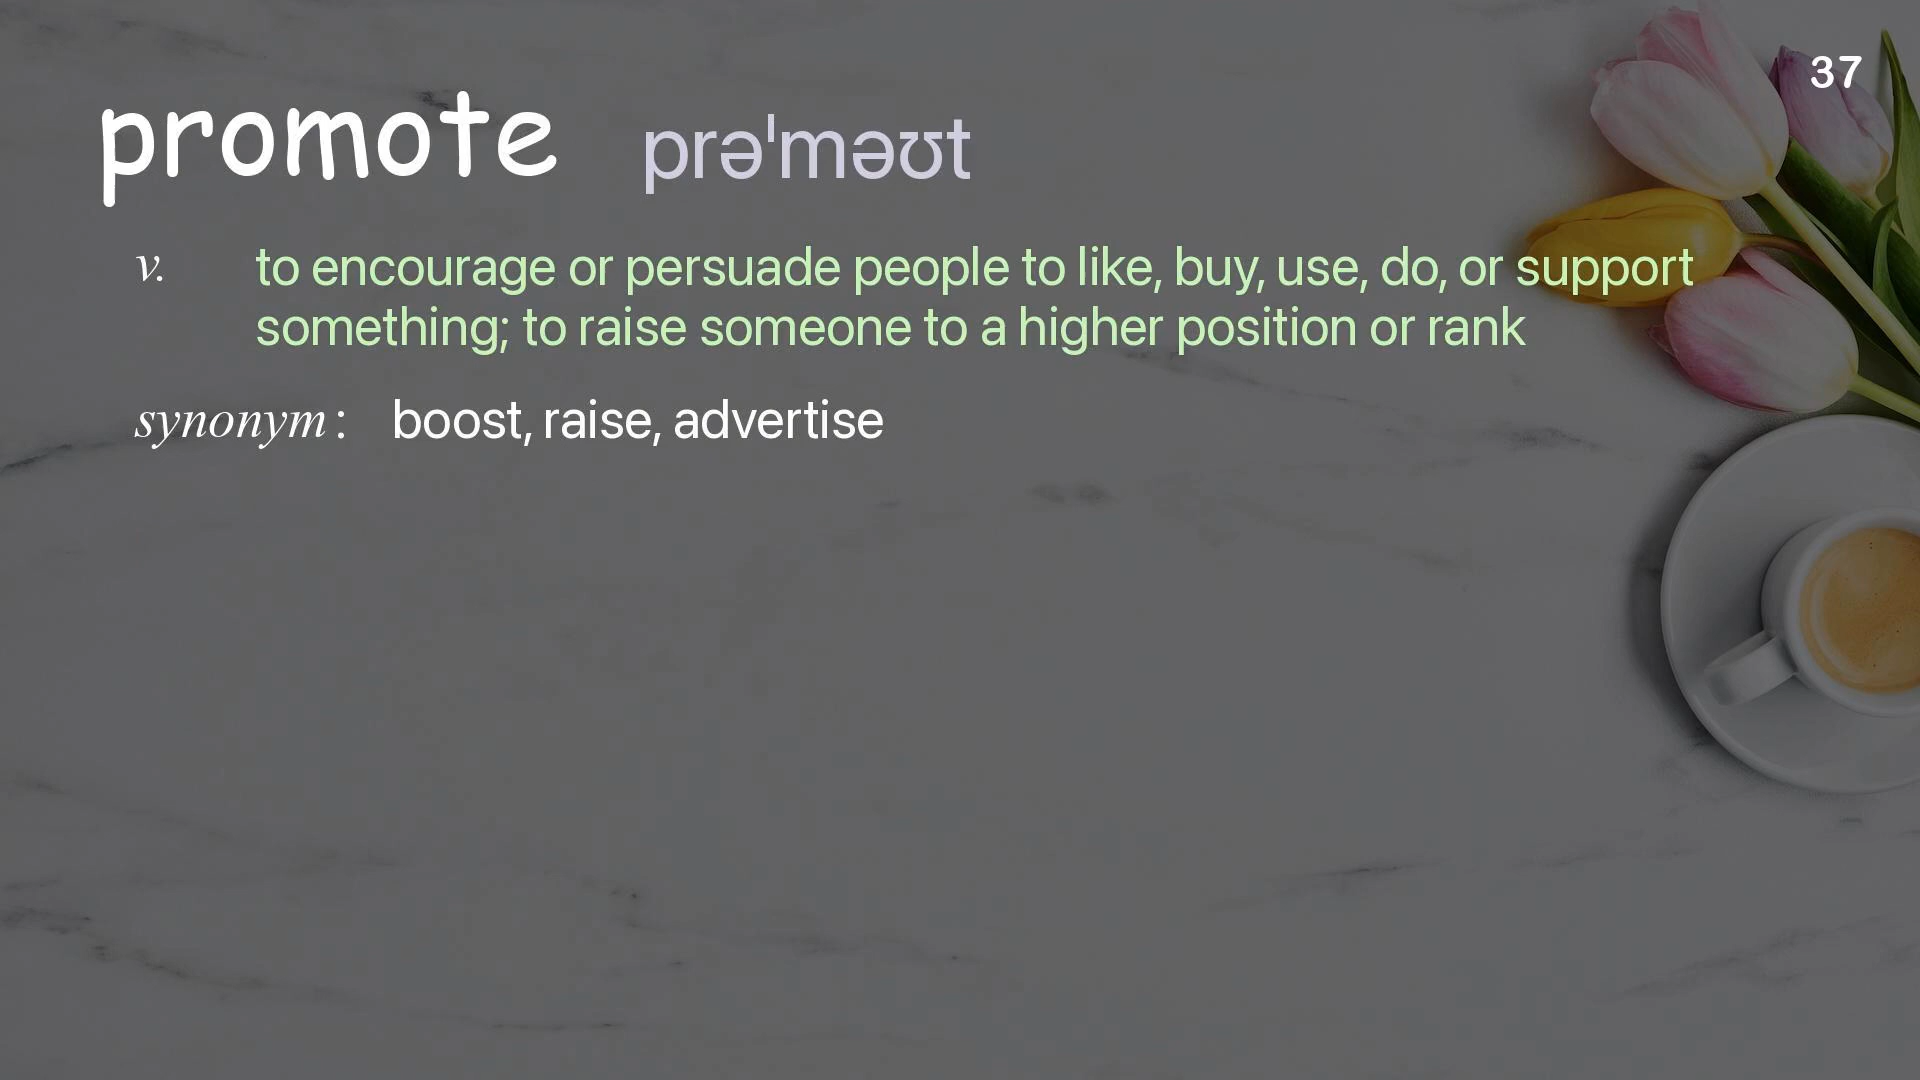 37
promote prəˈməʊt
v. to encourage or persuade people to like, buy, use, do, or support
something; to raise someone to a higher position or rank
synonym : boost, raise, advertise